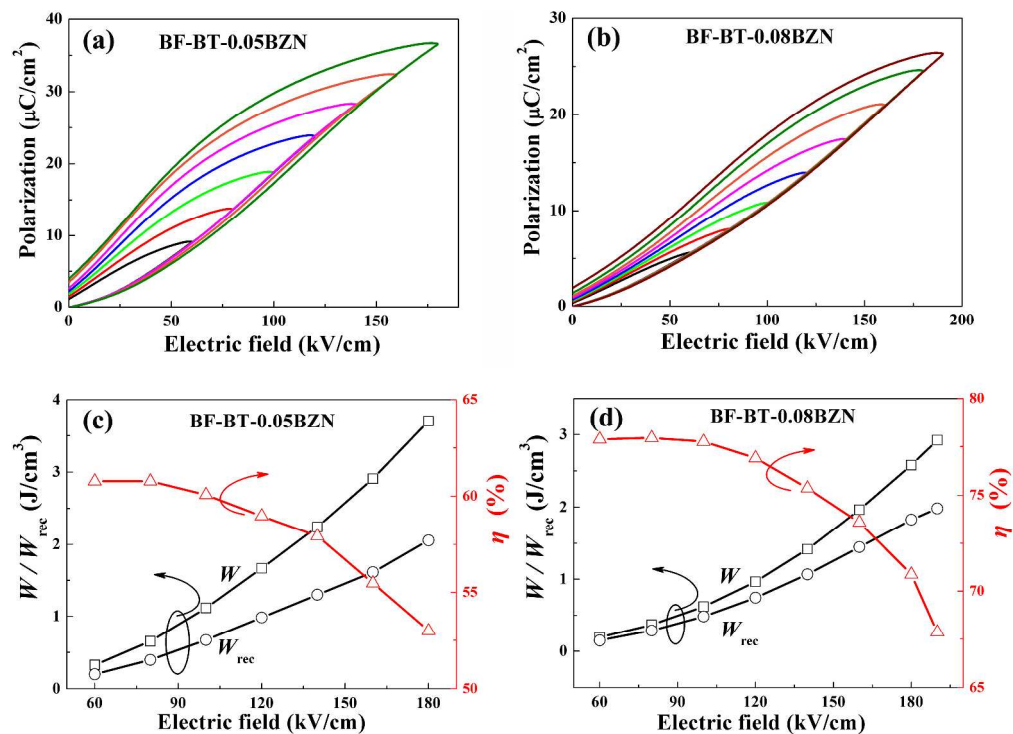 (a)
BF-BT-0.05BZN
Polarization (μC/cm²)
40
30
20
10
0
0
50
100
150
Electric field (kV/cm)
(b)
BF-BT-0.08BZN
Polarization (μC/cm²)
30
20
10
0
0
50
100
150
200
Electric field (kV/cm)
(c)
BF-BT-0.05BZN
W / W_rec (J/cm³)
4
3
2
1
0
W
W_rec
65
60
55
50
η (%)
60
90
120
150
180
Electric field (kV/cm)
(d)
BF-BT-0.08BZN
W / W_rec (J/cm³)
3
2
1
0
W
W_rec
80
75
70
65
η (%)
60
90
120
150
180
Electric field (kV/cm)